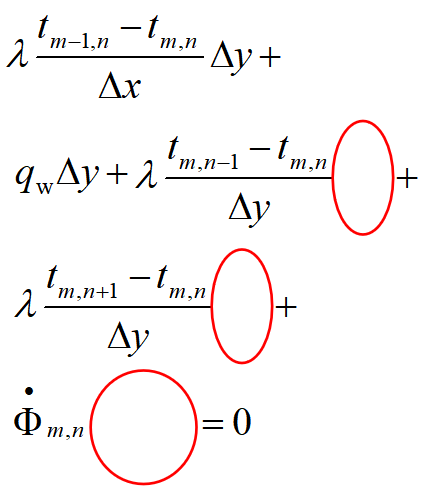 λ (t_{m−1,n} − t_{m,n})/Δx Δy +
q_w Δy + λ (t_{m,n−1} − t_{m,n})/Δy +
λ (t_{m,n+1} − t_{m,n})/Δy +
Φ̇_{m,n} = 0